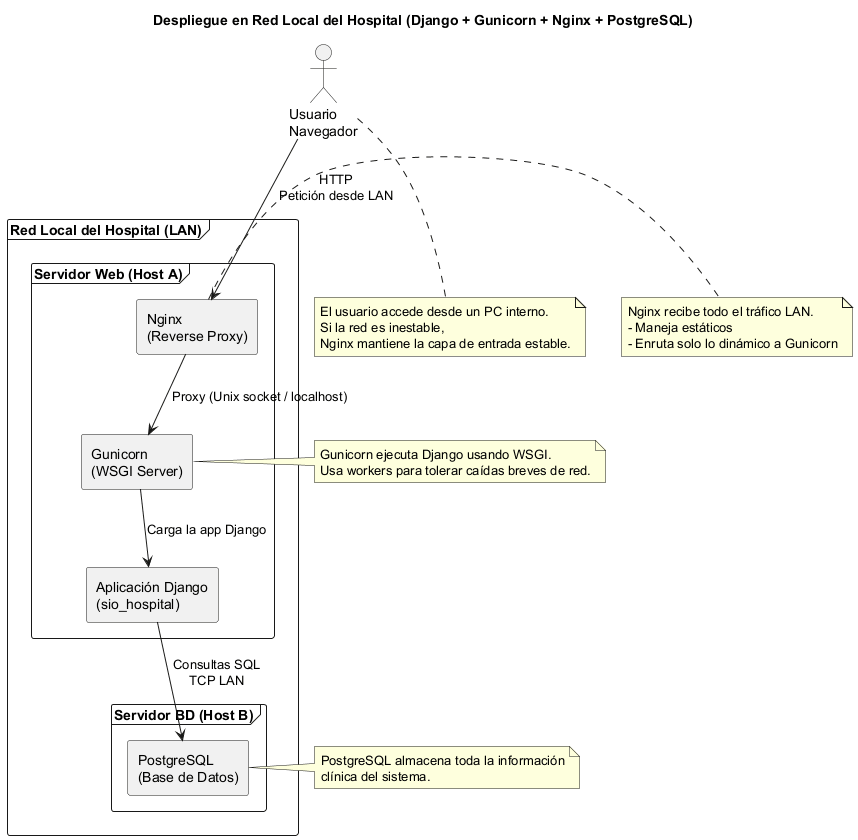 Despliegue en Red Local del Hospital (Django + Gunicorn + Nginx + PostgreSQL)
Usuario
Navegador
HTTP
Petición desde LAN
Red Local del Hospital (LAN)
Servidor Web (Host A)
Nginx
(Reverse Proxy)
El usuario accede desde un PC interno.
Si la red es inestable,
Nginx mantiene la capa de entrada estable.
Nginx recibe todo el tráfico LAN.
- Maneja estáticos
- Enruta solo lo dinámico a Gunicorn
Proxy (Unix socket / localhost)
Gunicorn
(WSGI Server)
Gunicorn ejecuta Django usando WSGI.
Usa workers para tolerar caídas breves de red.
Carga la app Django
Aplicación Django
(sio_hospital)
Consultas SQL
TCP LAN
Servidor BD (Host B)
PostgreSQL
(Base de Datos)
PostgreSQL almacena toda la información
clínica del sistema.